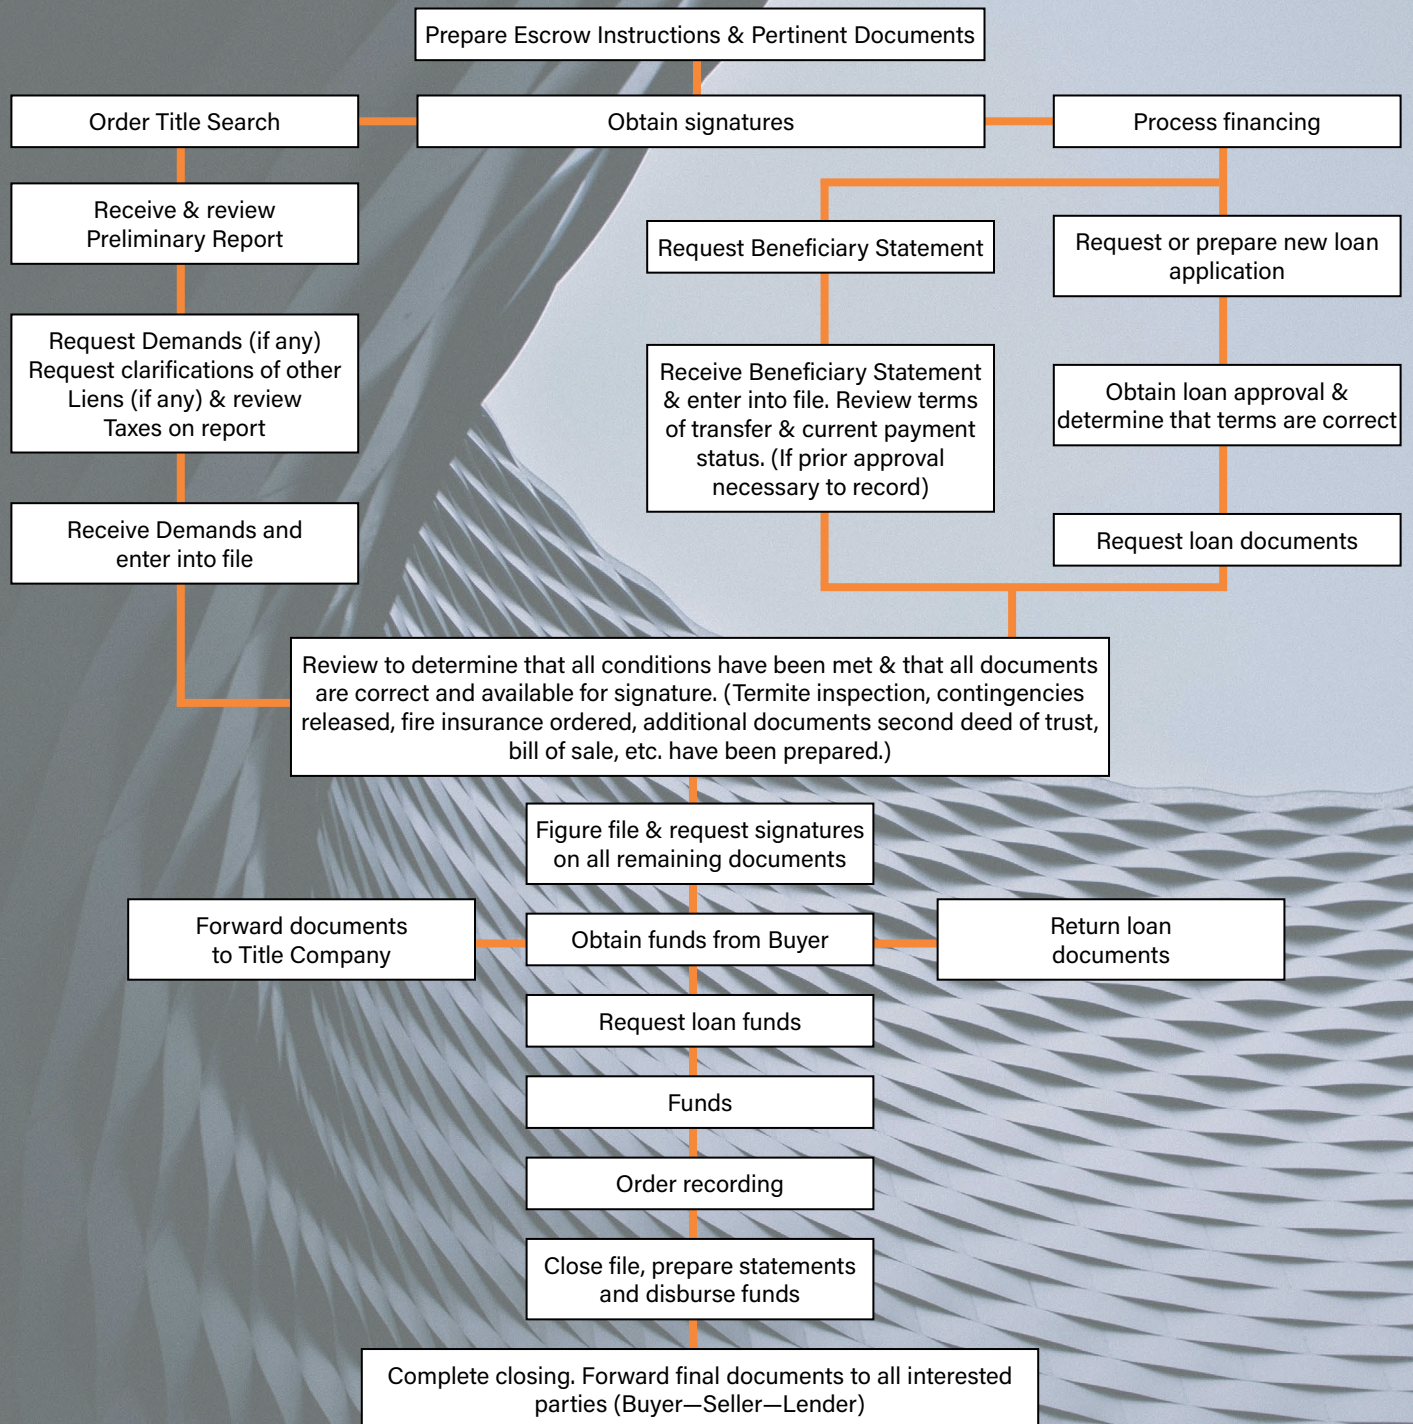 Prepare Escrow Instructions & Pertinent Documents
Order Title Search
Obtain signatures
Process financing
Receive & review
Preliminary Report
Request Demands (if any)
Request clarifications of other
Liens (if any) & review
Taxes on report
Receive Demands and
enter into file
Request Beneficiary Statement
Receive Beneficiary Statement
& enter into file. Review terms
of transfer & current payment
status. (If prior approval
necessary to record)
Request or prepare new loan
application
Obtain loan approval &
determine that terms are correct
Request loan documents
Review to determine that all conditions have been met & that all documents
are correct and available for signature. (Termite inspection, contingencies
released, fire insurance ordered, additional documents second deed of trust,
bill of sale, etc. have been prepared.)
Figure file & request signatures
on all remaining documents
Forward documents
to Title Company
Obtain funds from Buyer
Return loan
documents
Request loan funds
Funds
Order recording
Close file, prepare statements
and disburse funds
Complete closing. Forward final documents to all interested
parties (Buyer—Seller—Lender)